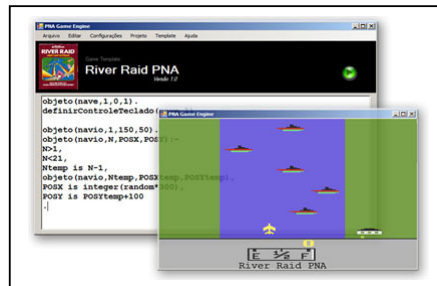 PNA Game Engine
Arquivo Editar Configurações Projeto Template Ajuda
RIVER RAID
Game Template
River Raid PNA
Versão 1.0
objeto(nave,1,0,1).
definirControleTeclado(
objeto(navio,1,150,50).
objeto(navio,N,POSX,POSY):-
N>1,
N<21,
Ntemp is N-1,
objeto(navio,Ntemp,POSXtemp,POSYtemp),
POSX is integer(random*300),
POSY is POSYtemp+100
.
PNA Game Engine
0
E 1/2 F
River Raid PNA